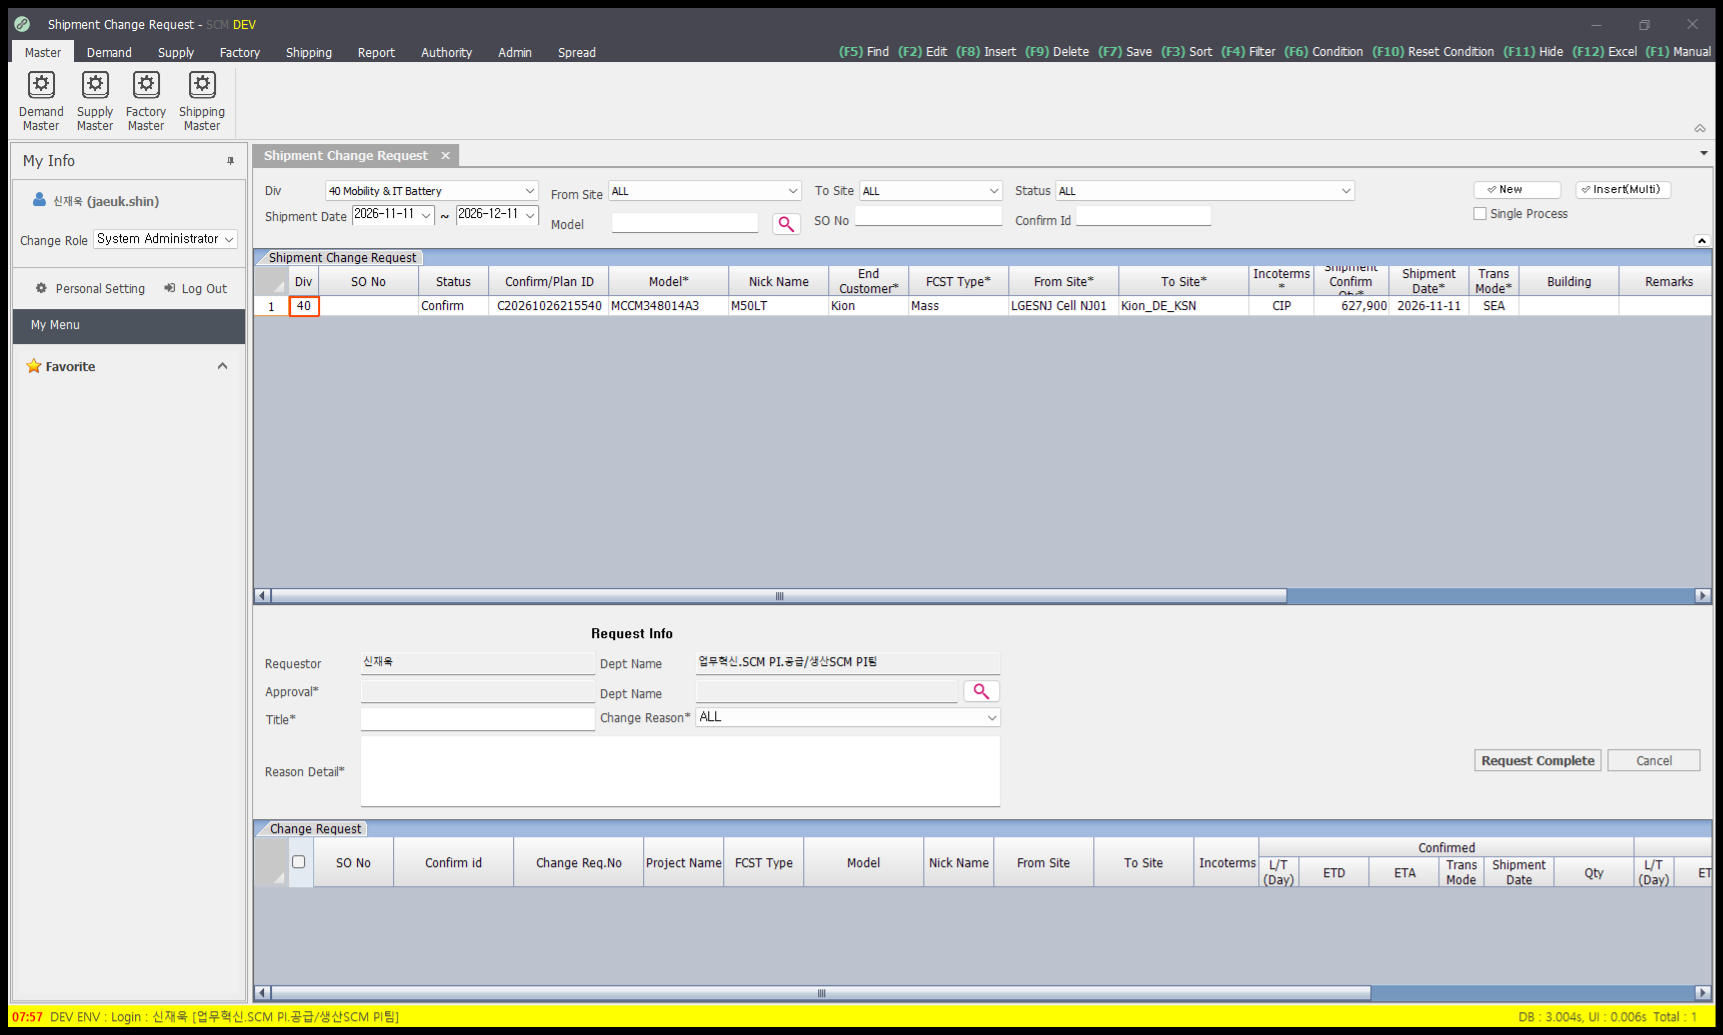 Shipment Change Request - SCM DEV
Master Demand Supply Factory Shipping Report Authority Admin Spread (F5) Find (F2) Edit (F8) Insert (F9) Delete (F7) Save (F3) Sort (F4) Filter (F6) Condition (F10) Reset Condition (F11) Hide (F12) Excel (F1) Manual
Demand Master Supply Master Factory Master Shipping Master
My Info
신재욱 (jaeuk.shin)
Change Role System Administrator
Personal Setting Log Out
My Menu
Favorite
Shipment Change Request
Div 40 Mobility & IT Battery From Site ALL To Site ALL Status ALL New Insert(Multi)
Shipment Date 2026-11-11 ~ 2026-12-11 Model SO No Confirm Id Single Process
Shipment Change Request
Div SO No Status Confirm/Plan ID Model* Nick Name End Customer* FCST Type* From Site* To Site* Incoterms * Shipment Confirm Qty* Shipment Date* Trans Mode* Building Remarks
1 40 Confirm C20261026215540 MCCM348014A3 M50LT Kion Mass LGESNJ Cell NJ01 Kion_DE_KSN CIP 627,900 2026-11-11 SEA
Request Info
Requestor 신재욱 Dept Name 업무혁신.SCM PI.공급/생산SCM PI팀
Approval* Dept Name
Title* Change Reason* ALL
Reason Detail*
Request Complete Cancel
Change Request
SO No Confirm id Change Req.No Project Name FCST Type Model Nick Name From Site To Site Incoterms Confirmed
L/T (Day) ETD ETA Trans Mode Shipment Date Qty L/T (Day) ET
07:57 DEV ENV : Login : 신재욱 [업무혁신.SCM PI.공급/생산SCM PI팀] DB : 3.004s, UI : 0.006s Total : 1